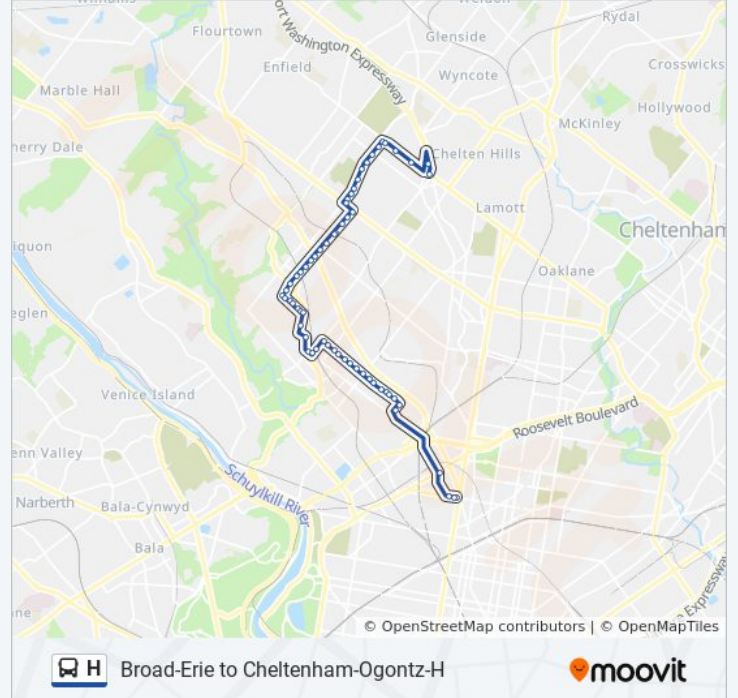 Flourtown
Rydal
Glenside
Fort Washington Expressway
Enfield
Crosswicks
Wyncote
Marble Hall
Hollywood
McKinley
herry Dale
Chelten Hills
Lamott
Cheltenham
iquon
Oaklane
eglen
Venice Island
Roosevelt Boulevard
enn Valley
Schuylkill River
Narberth
Bala-Cynwyd
Bala
Expressway
© OpenStreetMap contributors | © OpenMapTiles
H Broad-Erie to Cheltenham-Ogontz-H
moovit